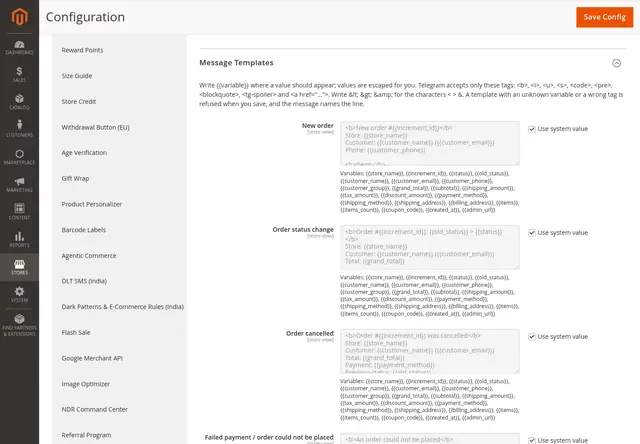 Configuration
Save Config
DASHBOARD
SALES
CATALOG
CUSTOMERS
MARKETPLACE
MARKETING
CONTENT
REPORTS
STORES
SYSTEM
FIND PARTNERS
& EXTENSIONS
Reward Points
Size Guide
Store Credit
Withdrawal Button (EU)
Age Verification
Gift Wrap
Product Personalizer
Barcode Labels
Agentic Commerce
DLT SMS (India)
Dark Patterns & E-Commerce Rules (India)
Flash Sale
Google Merchant API
Image Optimizer
NDR Command Center
Referral Program
Message Templates
Write {{variable}} where a value should appear; values are escaped for you. Telegram accepts only these tags: <b>, <i>, <u>, <s>, <code>, <pre>,
<blockquote>, <tg-spoiler> and <a href="...">. Write &lt; &gt; &amp; for the characters < > &. A template with an unknown variable or a wrong tag is
refused when you save, and the message names the line.
New order
[store view]
<b>New order #{{increment_id}}</b>
Store: {{store_name}}
Customer: {{customer_name}} ({{customer_email}})
Phone: {{customer_phone}}
Use system value
Variables: {{store_name}}, {{increment_id}}, {{status}}, {{old_status}},
{{customer_name}}, {{customer_email}}, {{customer_phone}},
{{customer_group}}, {{grand_total}}, {{subtotal}}, {{shipping_amount}},
{{tax_amount}}, {{discount_amount}}, {{payment_method}},
{{shipping_method}}, {{shipping_address}}, {{billing_address}}, {{items}},
{{items_count}}, {{coupon_code}}, {{created_at}}, {{admin_url}}
Order status change
[store view]
<b>Order #{{increment_id}}: {{old_status}} > {{status}}
</b>
Store: {{store_name}}
Customer: {{customer_name}} ({{customer_email}})
Total: {{grand_total}}
Use system value
Variables: {{store_name}}, {{increment_id}}, {{status}}, {{old_status}},
{{customer_name}}, {{customer_email}}, {{customer_phone}},
{{customer_group}}, {{grand_total}}, {{subtotal}}, {{shipping_amount}},
{{tax_amount}}, {{discount_amount}}, {{payment_method}},
{{shipping_method}}, {{shipping_address}}, {{billing_address}}, {{items}},
{{items_count}}, {{coupon_code}}, {{created_at}}, {{admin_url}}
Order cancelled
[store view]
<b>Order #{{increment_id}} was cancelled</b>
Store: {{store_name}}
Customer: {{customer_name}} ({{customer_email}})
Total: {{grand_total}}
Payment: {{payment_method}}
Use system value
Variables: {{store_name}}, {{increment_id}}, {{status}}, {{old_status}},
{{customer_name}}, {{customer_email}}, {{customer_phone}},
{{customer_group}}, {{grand_total}}, {{subtotal}}, {{shipping_amount}},
{{tax_amount}}, {{discount_amount}}, {{payment_method}},
{{shipping_method}}, {{shipping_address}}, {{billing_address}}, {{items}},
{{items_count}}, {{coupon_code}}, {{created_at}}, {{admin_url}}
Failed payment / order could not be placed
<b>An order could not be placed</b>
Use system value